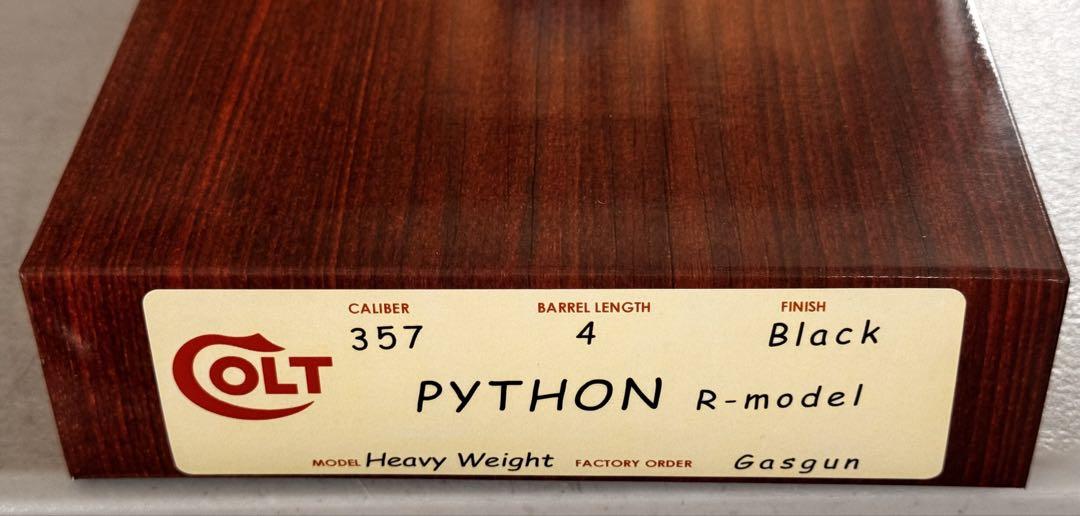 CALIBER BARREL LENGTH FINISH
357 4 Black
COLT
PYTHON R-model
MODEL Heavy Weight FACTORY ORDER Gasgun